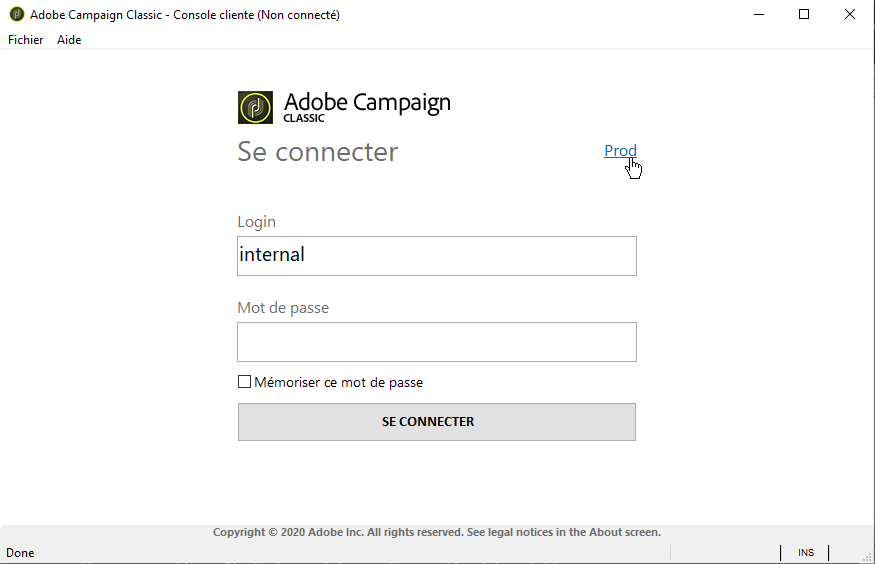 Adobe Campaign Classic - Console cliente (Non connecté)
Fichier Aide
Adobe Campaign
CLASSIC
Se connecter
Prod
Login
internal
Mot de passe
Mémoriser ce mot de passe
SE CONNECTER
Copyright © 2020 Adobe Inc. All rights reserved. See legal notices in the About screen.
Done INS